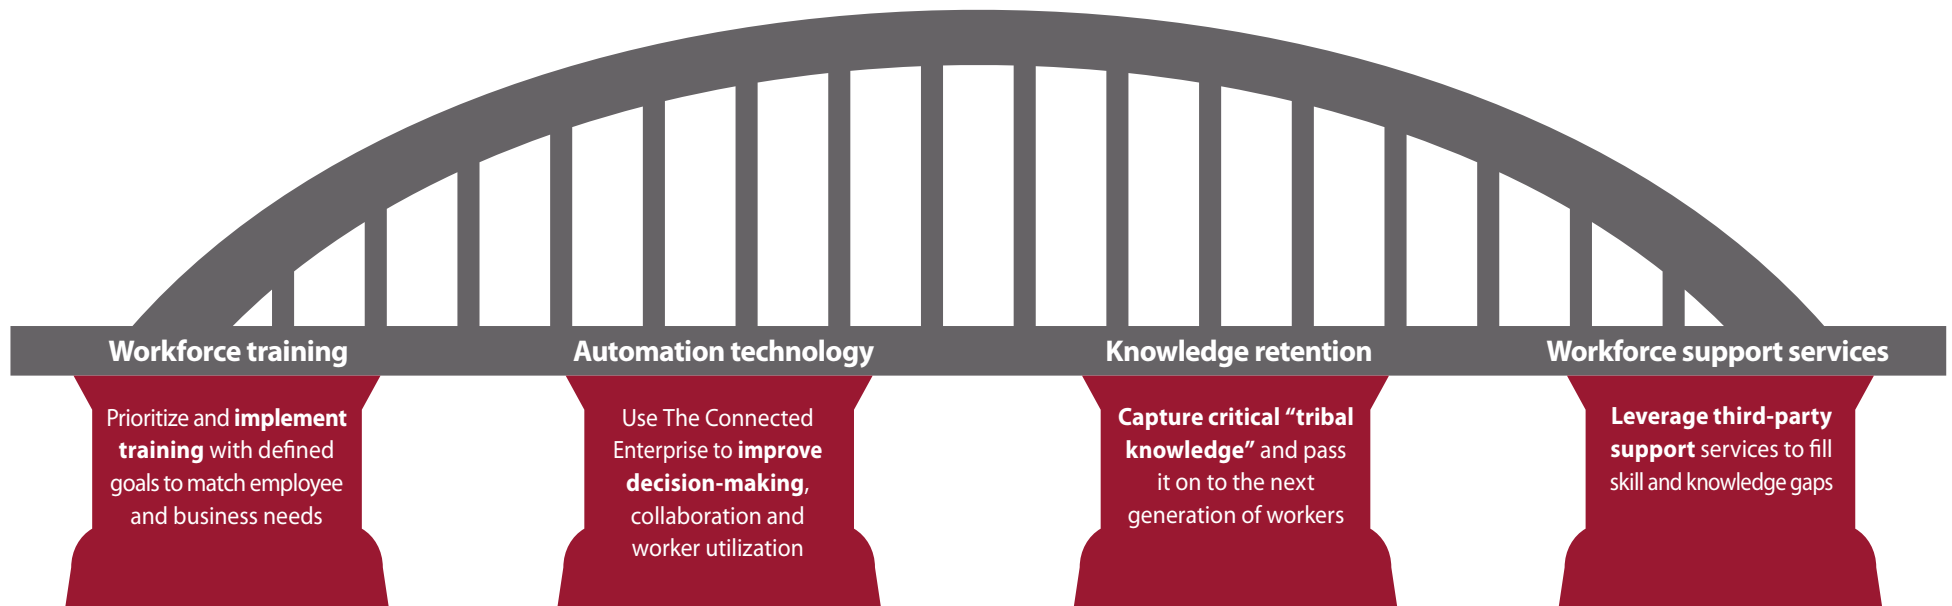 Workforce training
Automation technology
Knowledge retention
Workforce support services
Prioritize and implement
training with defined
goals to match employee
and business needs
Use The Connected
Enterprise to improve
decision-making,
collaboration and
worker utilization
Capture critical “tribal
knowledge” and pass
it on to the next
generation of workers
Leverage third-party
support services to fill
skill and knowledge gaps